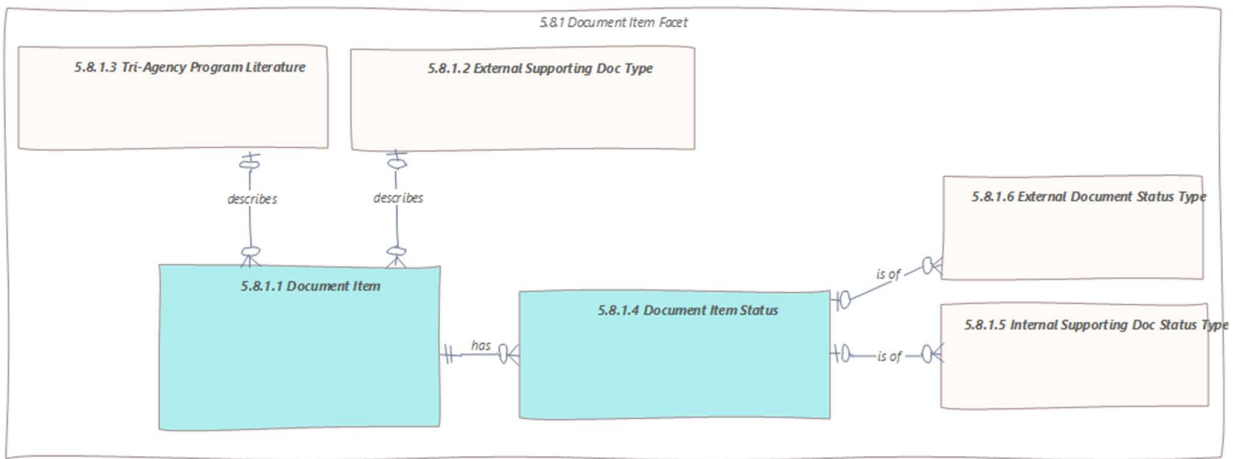 5.8.1 Document Item Facet
5.8.1.3 Tri-Agency Program Literature
5.8.1.2 External Supporting Doc Type
describes
describes
5.8.1.6 External Document Status Type
is of
5.8.1.1 Document Item
5.8.1.4 Document Item Status
5.8.1.5 Internal Supporting Doc Status Type
has
is of